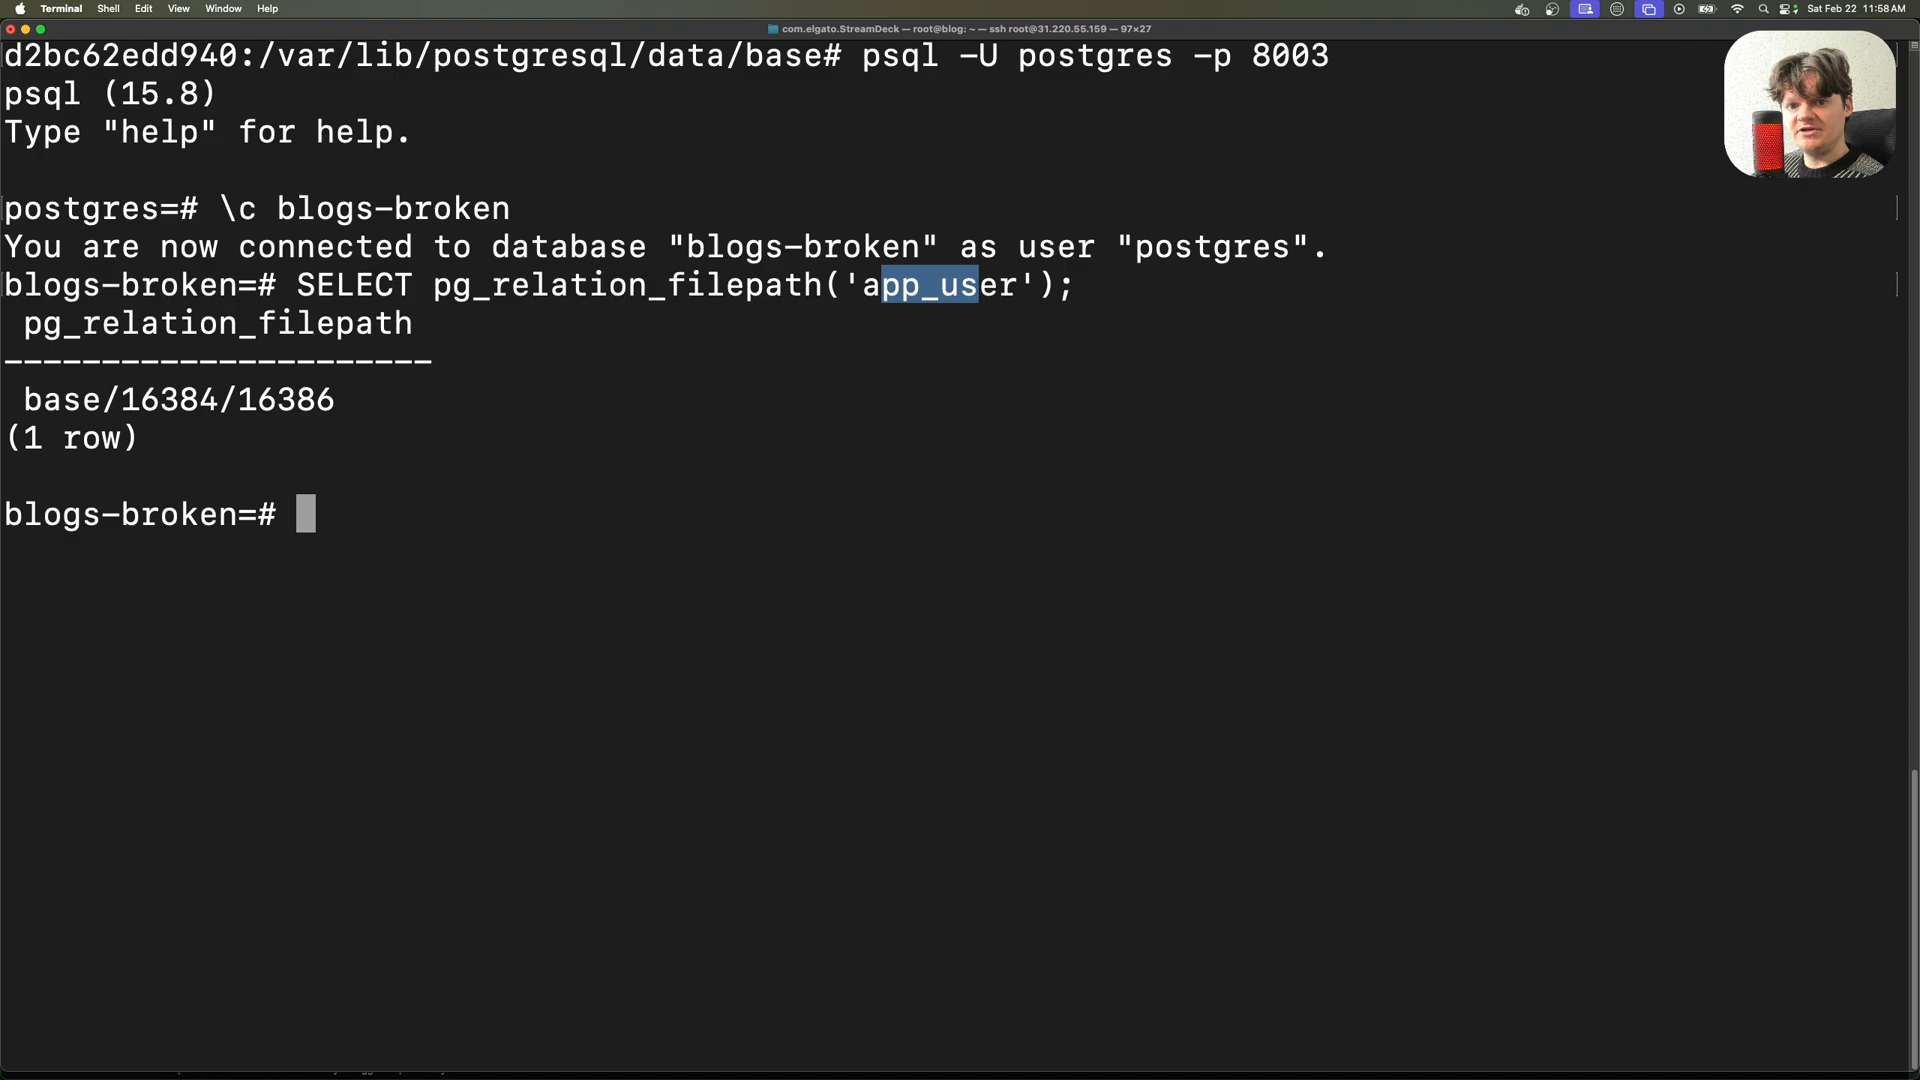 Terminal Shell Edit View Window Help Sat Feb 22 11:58 AM
com.elgato.StreamDeck — root@blog: ~ — ssh root@31.220.55.159 — 97×27
d2bc62edd940:/var/lib/postgresql/data/base# psql -U postgres -p 8003
psql (15.8)
Type "help" for help.
postgres=# \c blogs-broken
You are now connected to database "blogs-broken" as user "postgres".
blogs-broken=# SELECT pg_relation_filepath('app_user');
pg_relation_filepath
----------------------
base/16384/16386
(1 row)
blogs-broken=#